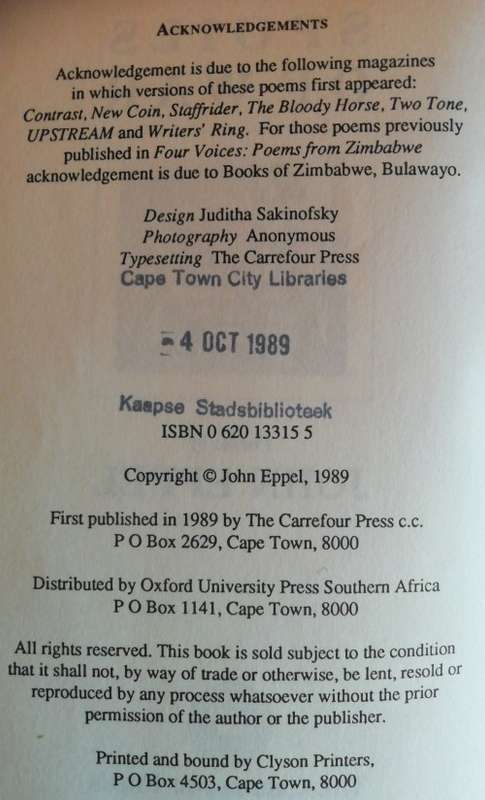 ACKNOWLEDGEMENTS
Acknowledgement is due to the following magazines
in which versions of these poems first appeared:
Contrast, New Coin, Staffrider, The Bloody Horse, Two Tone,
UPSTREAM and Writers' Ring. For those poems previously
published in Four Voices: Poems from Zimbabwe
acknowledgement is due to Books of Zimbabwe, Bulawayo.
Design Juditha Sakinofsky
Photography Anonymous
Typesetting The Carrefour Press
Cape Town City Libraries
- 4 OCT 1989
Kaapse Stadsbiblioteek
ISBN 0 620 13315 5
Copyright © John Eppel, 1989
First published in 1989 by The Carrefour Press c.c.
P O Box 2629, Cape Town, 8000
Distributed by Oxford University Press Southern Africa
P O Box 1141, Cape Town, 8000
All rights reserved. This book is sold subject to the condition
that it shall not, by way of trade or otherwise, be lent, resold or
reproduced by any process whatsoever without the prior
permission of the author or the publisher.
Printed and bound by Clyson Printers,
P O Box 4503, Cape Town, 8000